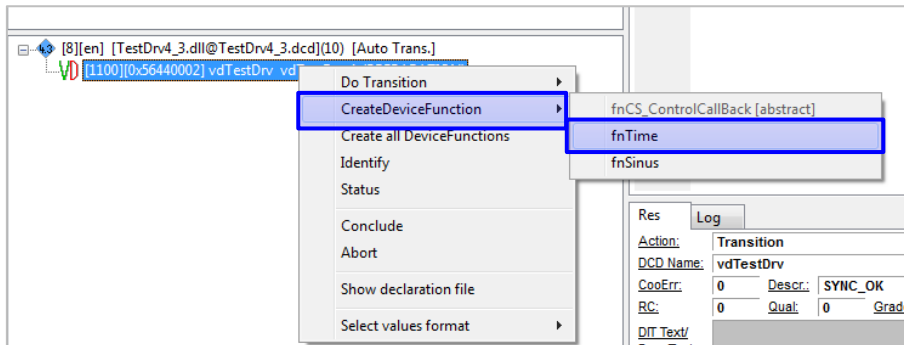 [8][en] [TestDrv4_3.dll@TestDrv4_3.dcd](10) [Auto Trans.]
VD [1100][0x56440002] vdTestDrv
Do Transition
CreateDeviceFunction
Create all DeviceFunctions
Identify
Status
Conclude
Abort
Show declaration file
Select values format
fnCS_ControlCallBack [abstract]
fnTime
fnSinus
Res Log
Action: Transition
DCD Name: vdTestDrv
CooErr: 0 Descr.: SYNC_OK
RC: 0 Qual: 0 Grad
DIT Text/